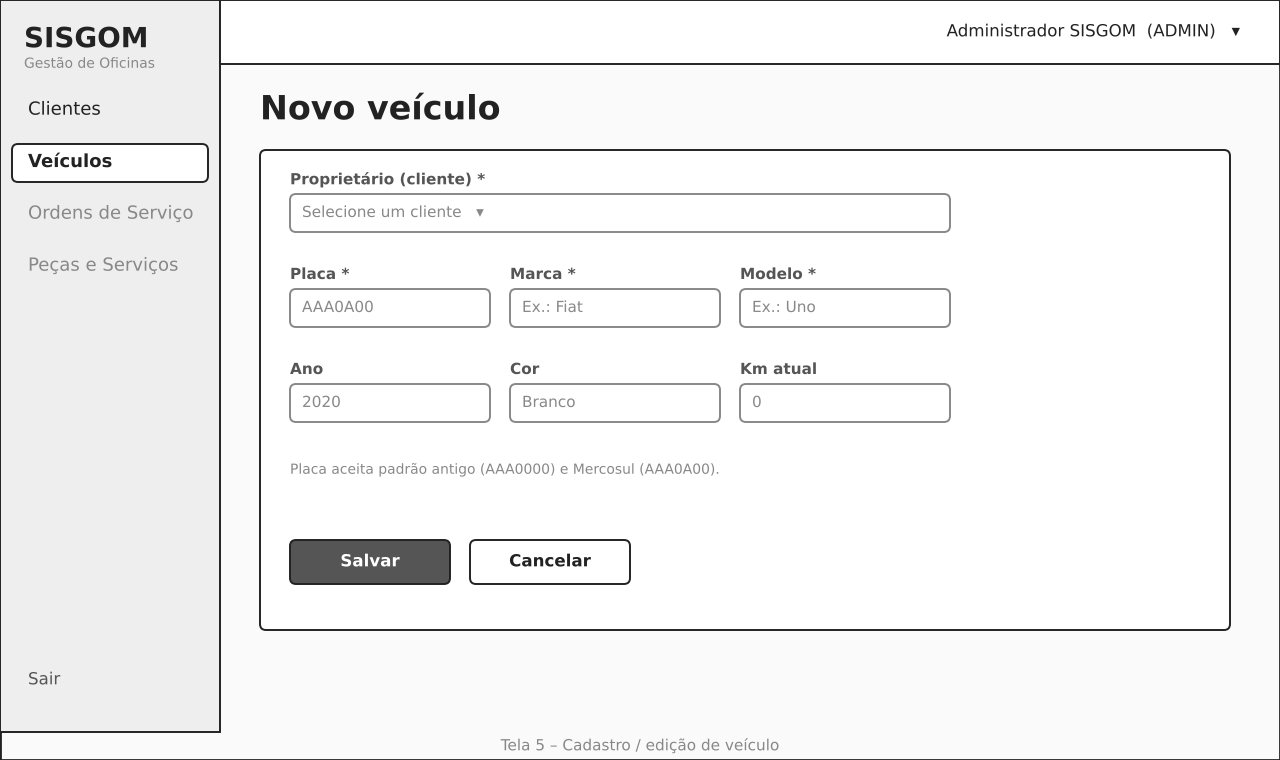 SISGOM
Gestão de Oficinas
Clientes
Veículos
Ordens de Serviço
Peças e Serviços
Sair
Administrador SISGOM (ADMIN) ▾
Novo veículo
Proprietário (cliente) *
Selecione um cliente ▾
Placa * Marca * Modelo *
AAA0A00 Ex.: Fiat Ex.: Uno
Ano Cor Km atual
2020 Branco 0
Placa aceita padrão antigo (AAA0000) e Mercosul (AAA0A00).
Salvar Cancelar
Tela 5 – Cadastro / edição de veículo